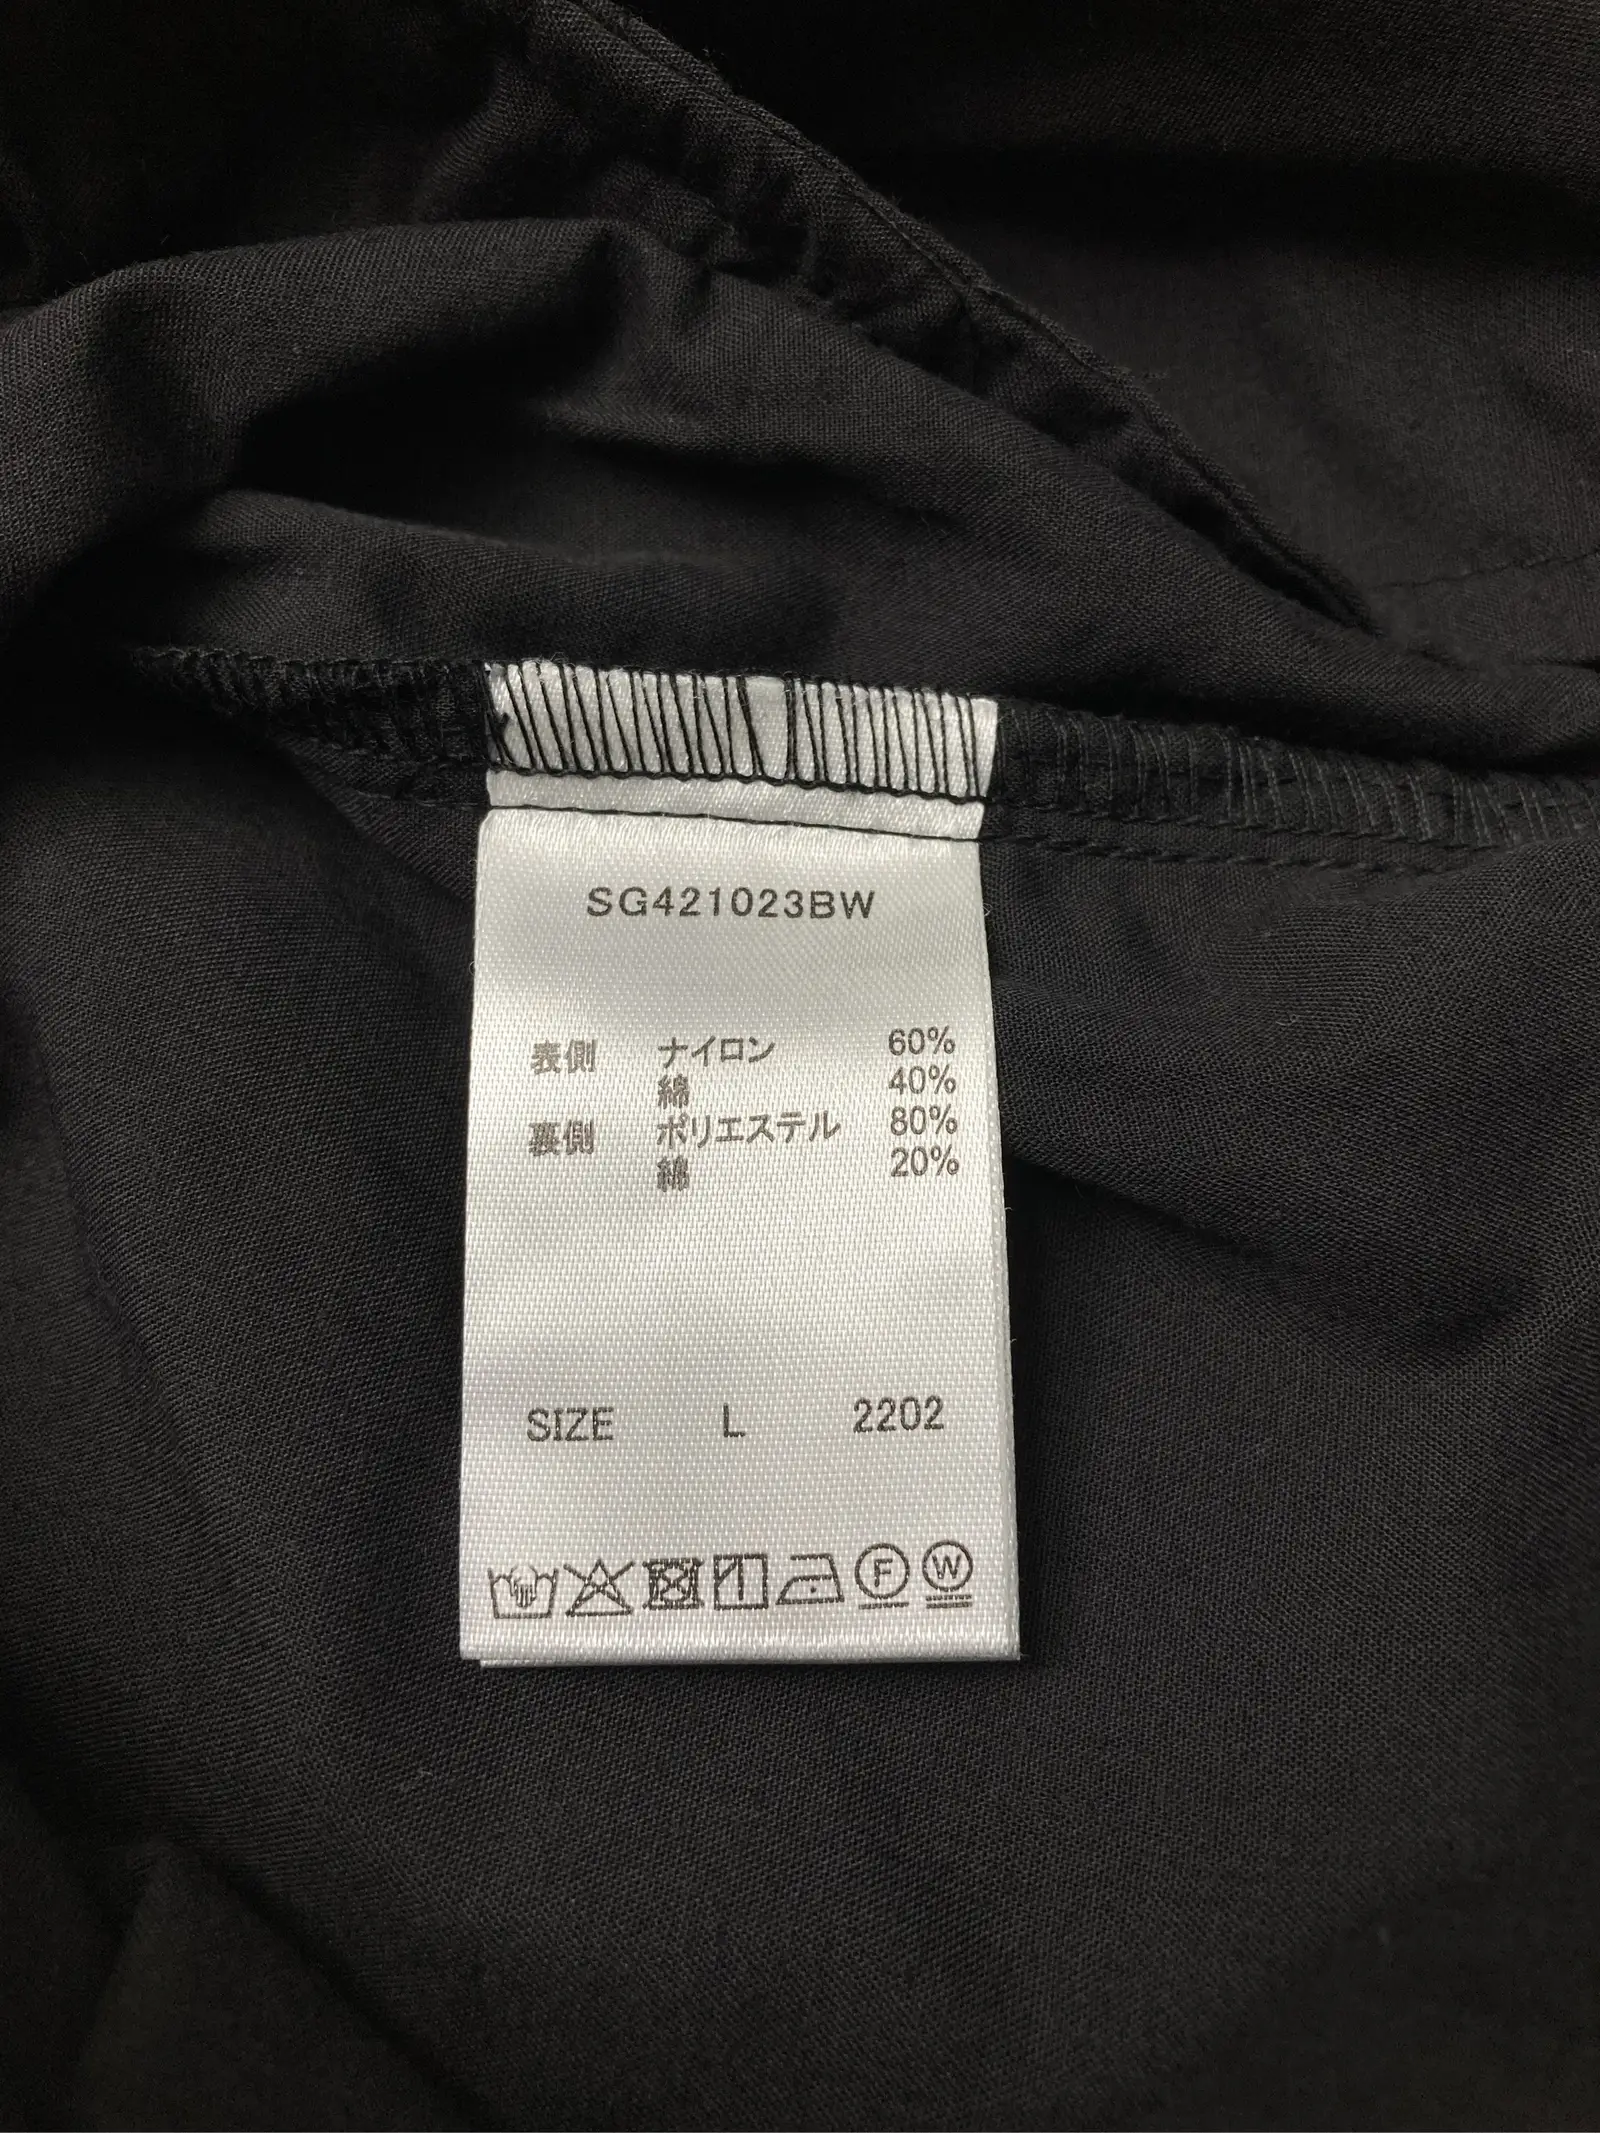 SG421023BW
表側 ナイロン 60%
綿 40%
裏側 ポリエステル 80%
綿 20%
SIZE L 2202
F W